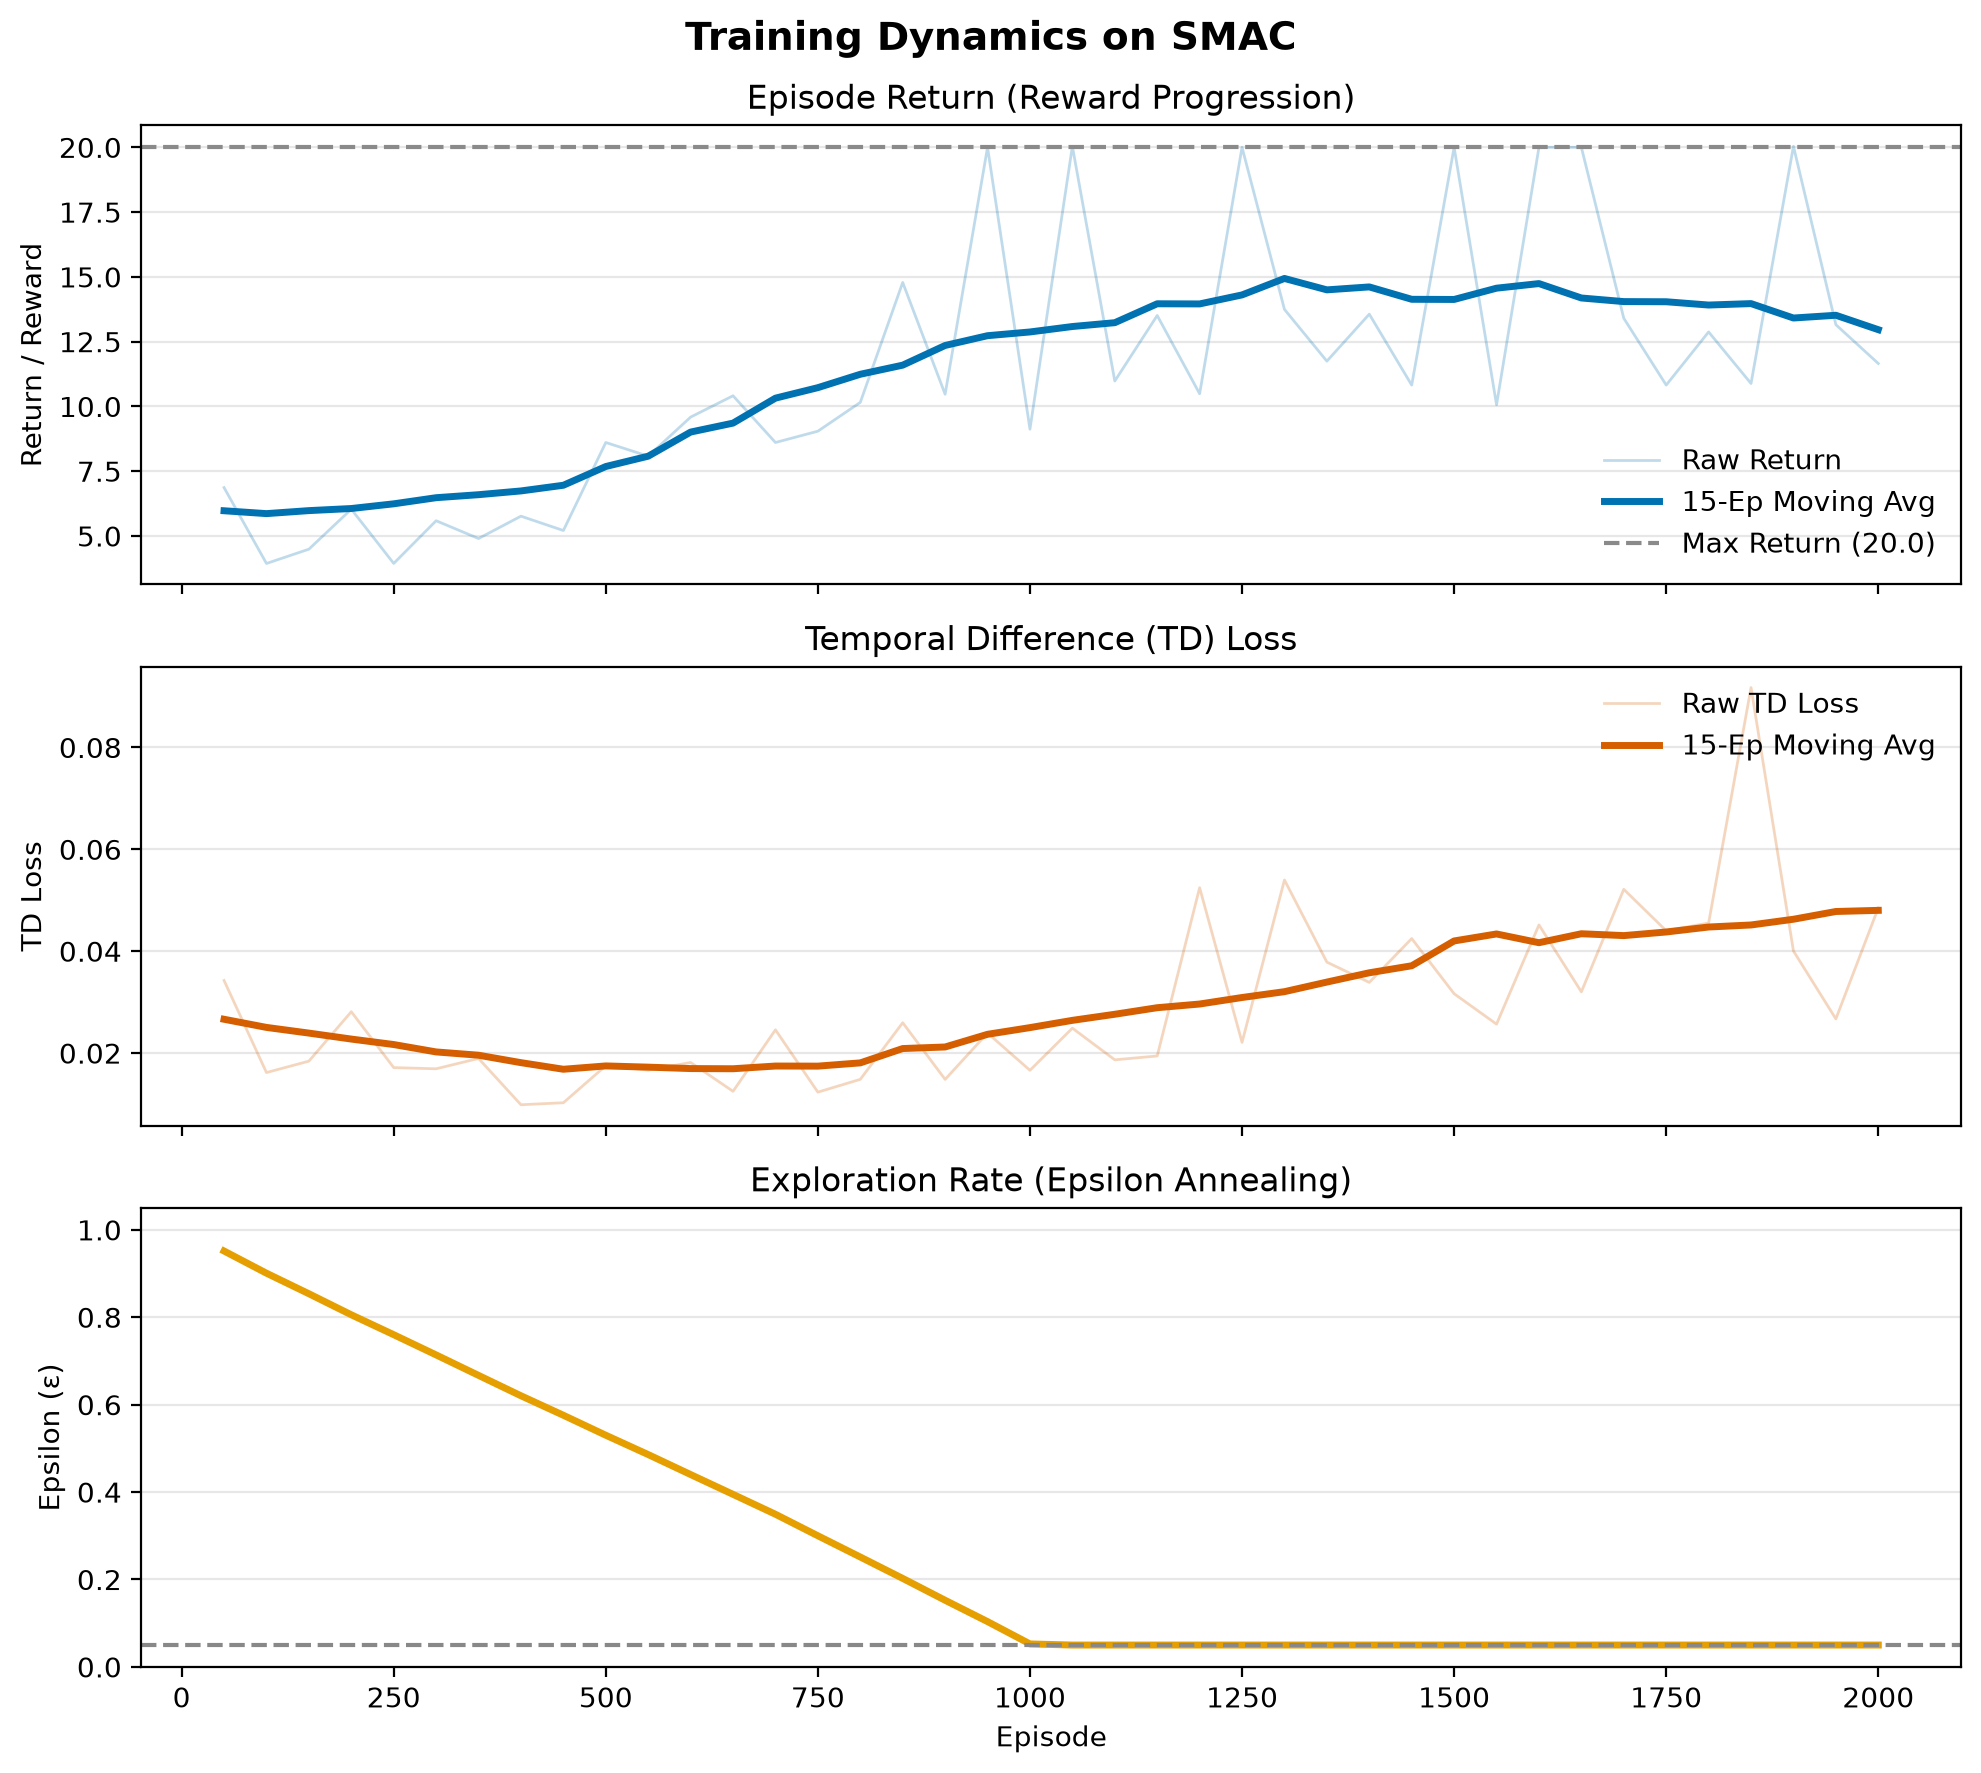 Training Dynamics on SMAC
Episode Return (Reward Progression)
Return / Reward
20.0
17.5
15.0
12.5
10.0
7.5
5.0
Raw Return
15-Ep Moving Avg
Max Return (20.0)
Temporal Difference (TD) Loss
TD Loss
0.08
0.06
0.04
0.02
Raw TD Loss
15-Ep Moving Avg
Exploration Rate (Epsilon Annealing)
Epsilon (ε)
1.0
0.8
0.6
0.4
0.2
0.0
0 250 500 750 1000 1250 1500 1750 2000
Episode